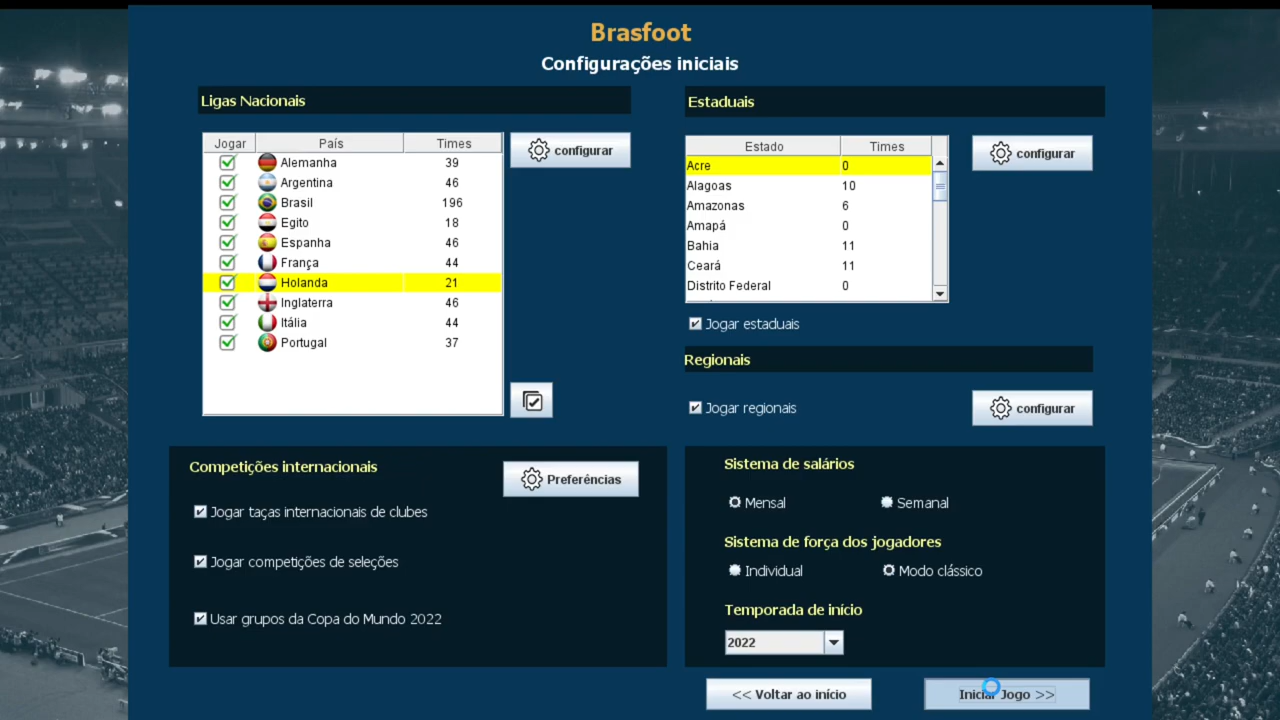 Brasfoot
Configurações iniciais
Ligas Nacionais
Jogar País Times
Alemanha 39
Argentina 46
Brasil 196
Egito 18
Espanha 46
França 44
Holanda 21
Inglaterra 46
Itália 44
Portugal 37
configurar
Estaduais
Estado Times
Acre 0
Alagoas 10
Amazonas 6
Amapá 0
Bahia 11
Ceará 11
Distrito Federal 0
configurar
Jogar estaduais
Regionais
Jogar regionais
configurar
Competições internacionais
Preferências
Jogar taças internacionais de clubes
Jogar competições de seleções
Usar grupos da Copa do Mundo 2022
Sistema de salários
Mensal Semanal
Sistema de força dos jogadores
Individual Modo clássico
Temporada de início
2022
<< Voltar ao início
Iniciar Jogo >>